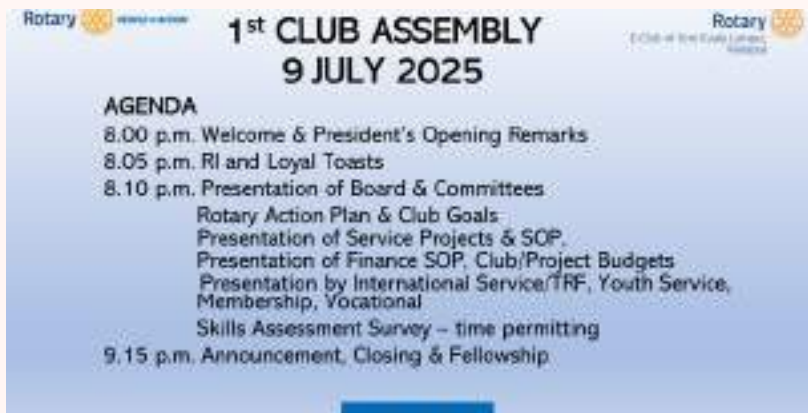 Rotary
1st CLUB ASSEMBLY
9 JULY 2025
Rotary
AGENDA
8.00 p.m. Welcome & President's Opening Remarks
8.05 p.m. RI and Loyal Toasts
8.10 p.m. Presentation of Board & Committees
Rotary Action Plan & Club Goals
Presentation of Service Projects & SOP,
Presentation of Finance SOP, Club/Project Budgets
Presentation by International Service/TRF, Youth Service,
Membership, Vocational
Skills Assessment Survey – time permitting
9.15 p.m. Announcement, Closing & Fellowship